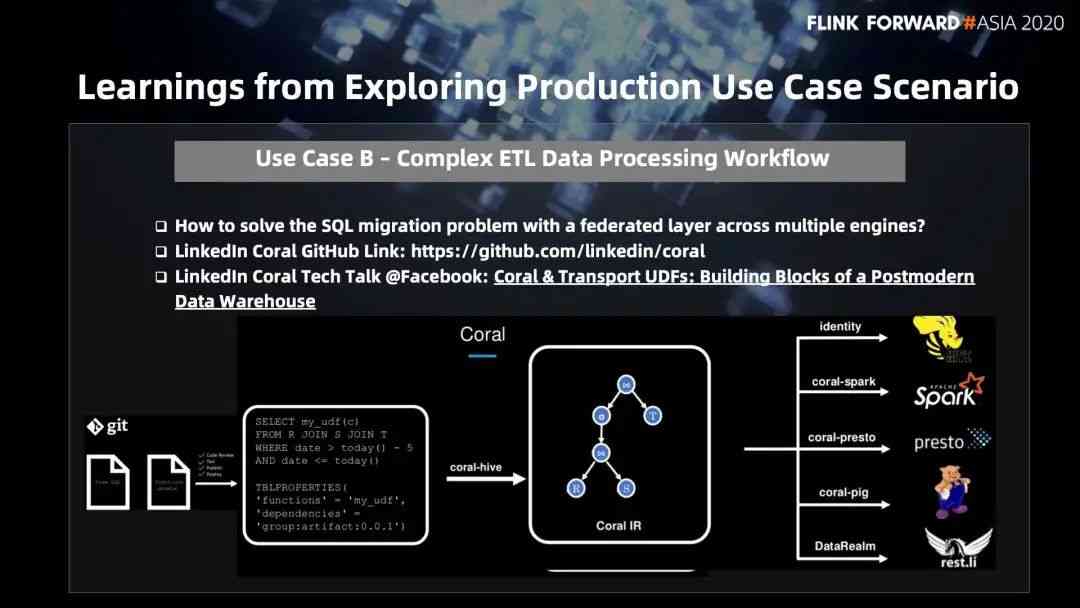 FLINK FORWARD#ASIA 2020
Learnings from Exploring Production Use Case Scenario
Use Case B – Complex ETL Data Processing Workflow
How to solve the SQL migration problem with a federated layer across multiple engines?
LinkedIn Coral GitHub Link: https://github.com/linkedin/coral
LinkedIn Coral Tech Talk @Facebook: Coral & Transport UDFs: Building Blocks of a Postmodern
Data Warehouse
git
Code Review
Test
Publish
Deploy
Coral
SELECT my_udf(c)
FROM R JOIN S JOIN T
WHERE date > today() - 5
AND date <= today()
TBLPROPERTIES(
'functions' = 'my_udf',
'dependencies' =
'group:artifact:0.0.1')
coral-hive
⋈
σ
T
⋈
R
S
Coral IR
identity
coral-spark
APACHE
Spark
coral-presto
presto
coral-pig
DataRealm
rest.li